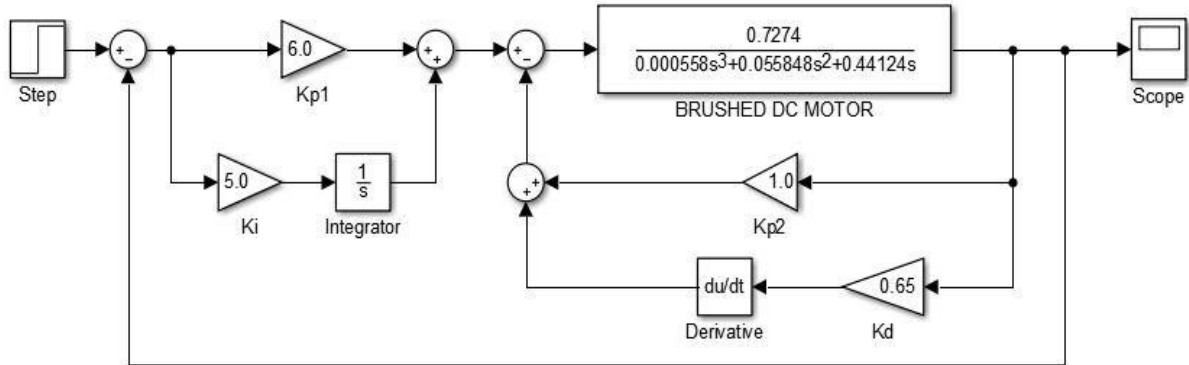 Step
6.0
Kp1
0.7274
0.000558s³+0.055848s²+0.44124s
BRUSHED DC MOTOR
Scope
5.0
Ki
1
s
Integrator
1.0
Kp2
du/dt
Derivative
0.65
Kd